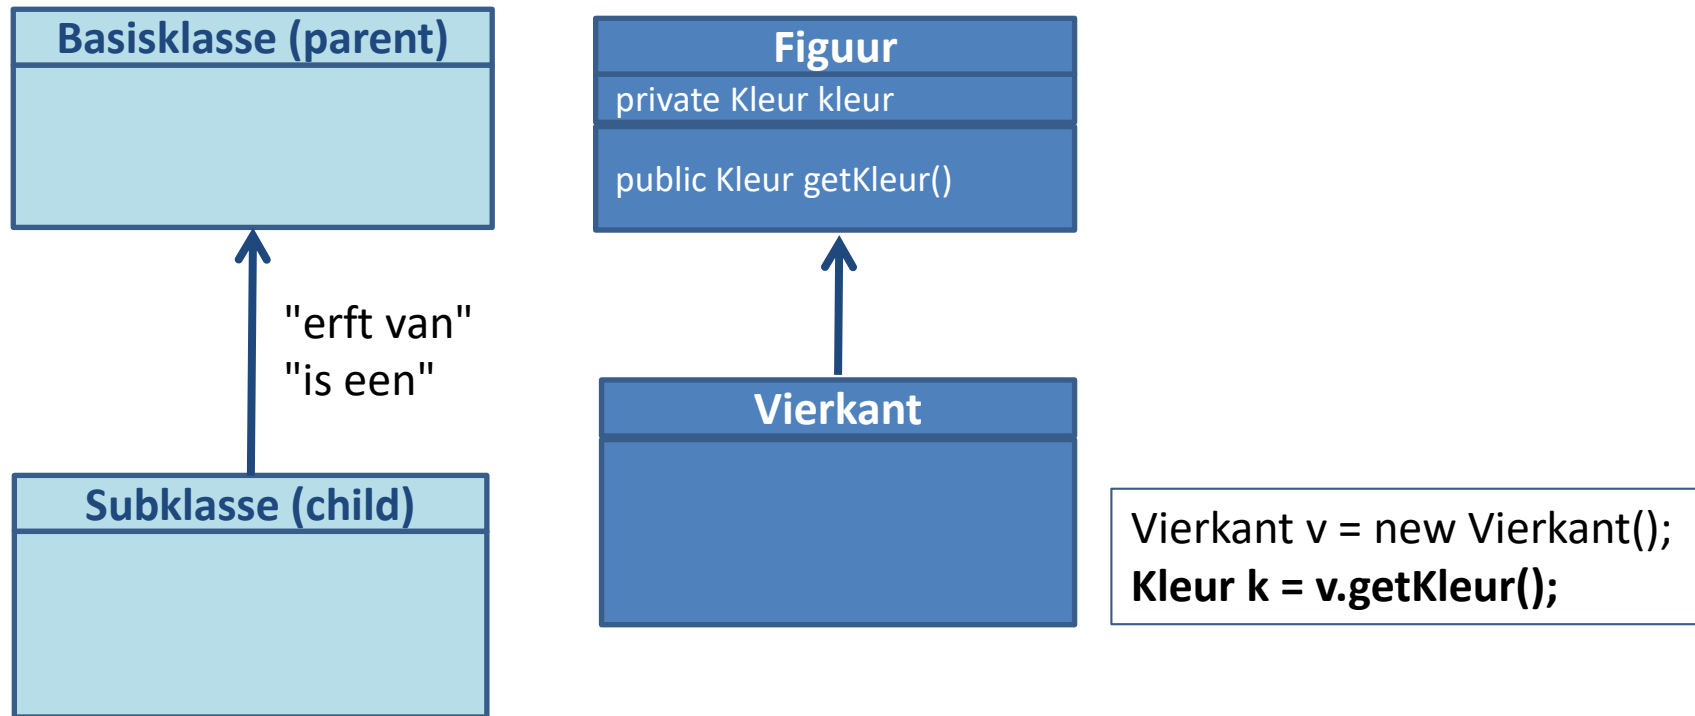 Basisklasse (parent)
"erft van"
"is een"
Subklasse (child)
Figuur
private Kleur kleur
public Kleur getKleur()
Vierkant
Vierkant v = new Vierkant();
Kleur k = v.getKleur();